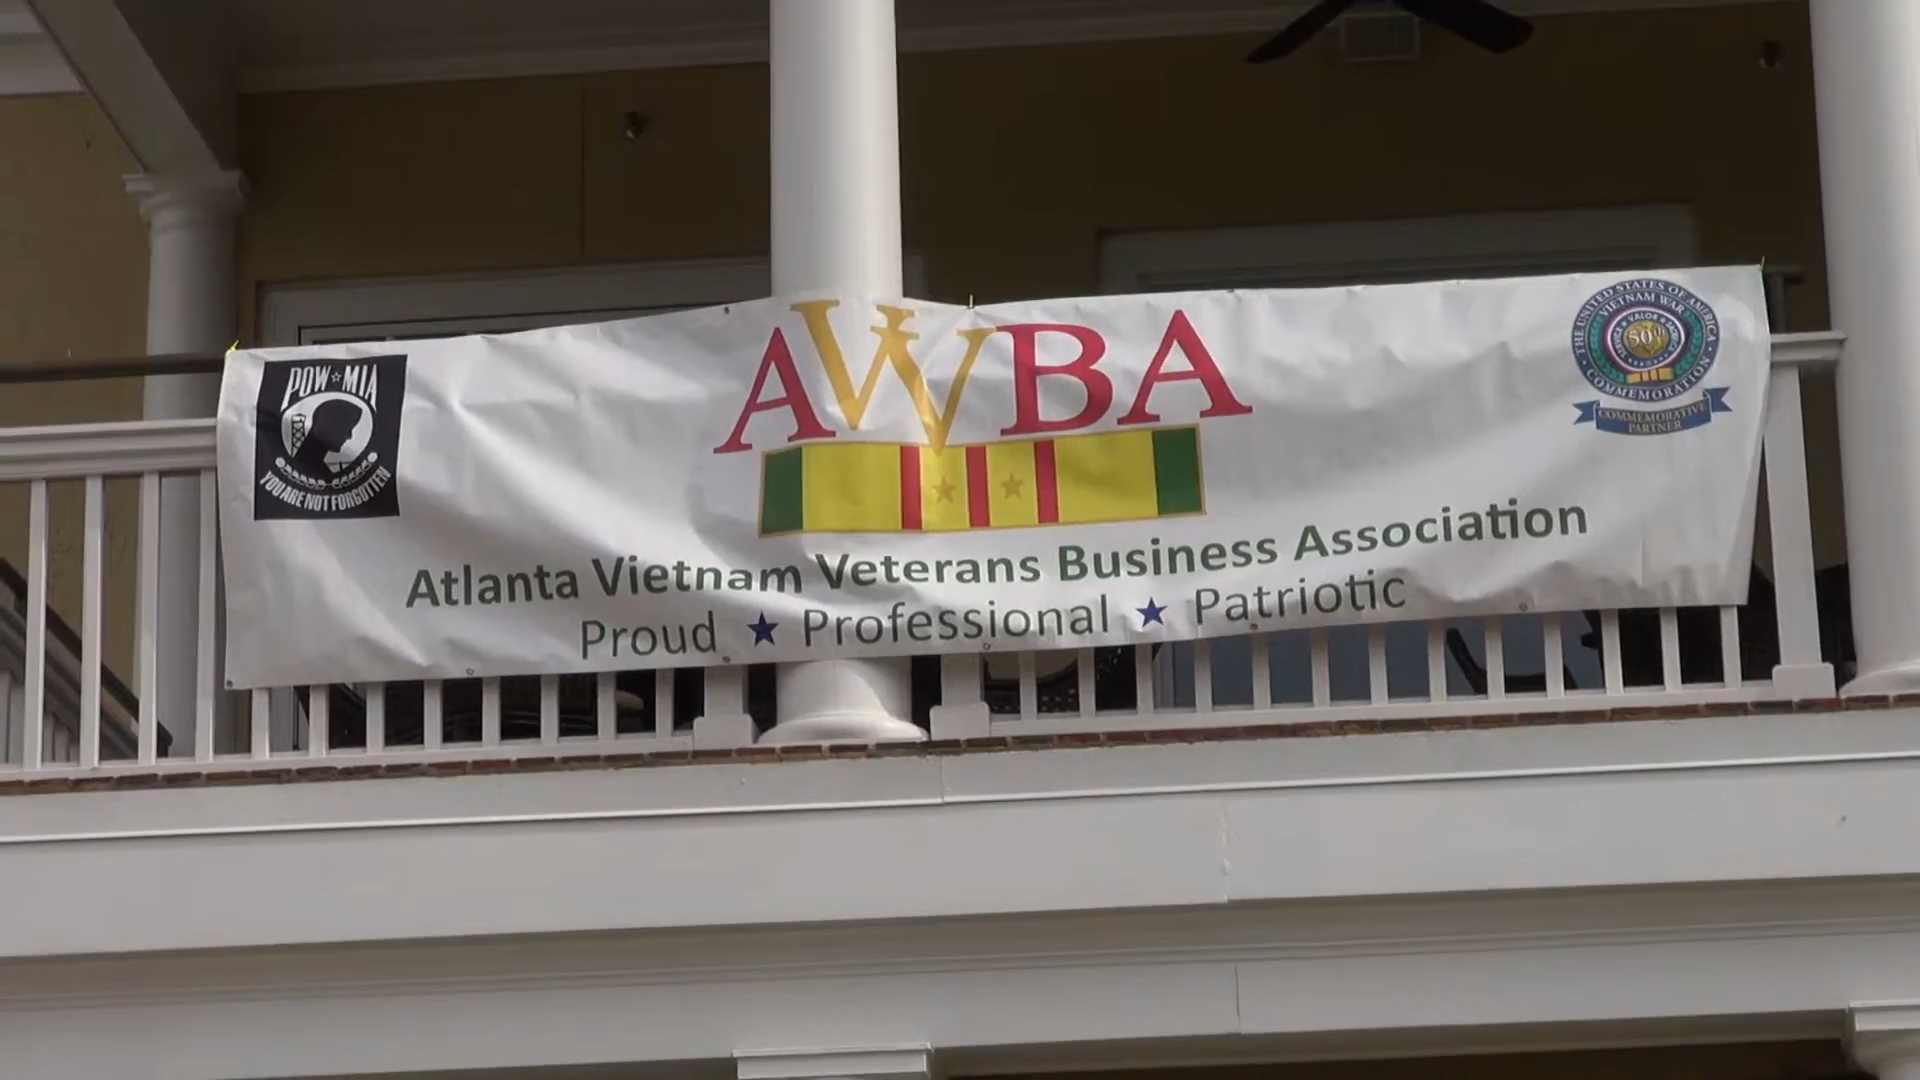 POW★MIA
YOU ARE NOT FORGOTTEN
AVVBA
THE UNITED STATES OF AMERICA
VIETNAM WAR
VALOR
50TH
COMMEMORATION
COMMEMORATIVE
PARTNER
Atlanta Vietnam Veterans Business Association
Proud ★ Professional ★ Patriotic